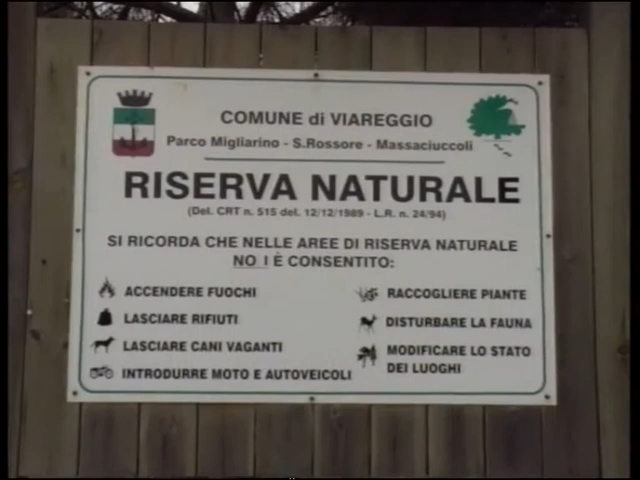 COMUNE di VIAREGGIO
Parco Migliarino - S.Rossore - Massaciuccoli
RISERVA NATURALE
(Del. CRT n. 515 del. 12/12/1989 - L.R. n. 24/94)
SI RICORDA CHE NELLE AREE DI RISERVA NATURALE
NO I È CONSENTITO:
ACCENDERE FUOCHI
LASCIARE RIFIUTI
LASCIARE CANI VAGANTI
INTRODURRE MOTO E AUTOVEICOLI
RACCOGLIERE PIANTE
DISTURBARE LA FAUNA
MODIFICARE LO STATO
DEI LUOGHI